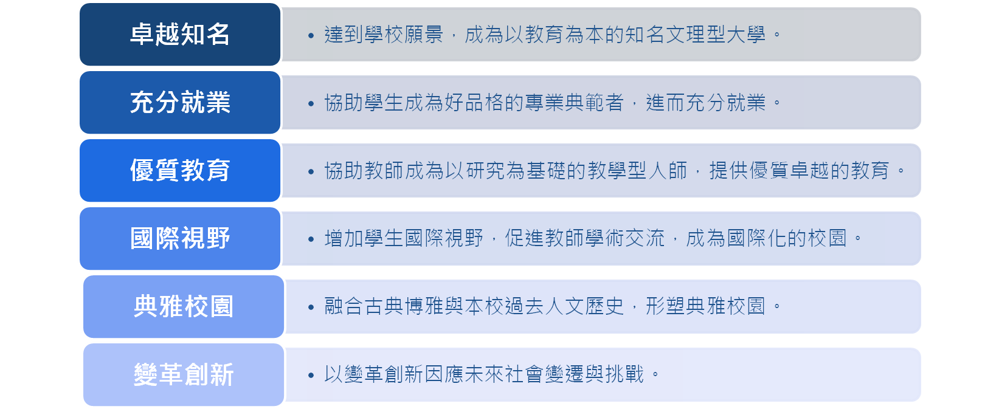 卓越知名
• 達到學校願景，成為以教育為本的知名文理型大學。
充分就業
• 協助學生成為好品格的專業典範者，進而充分就業。
優質教育
• 協助教師成為以研究為基礎的教學型人師，提供優質卓越的教育。
國際視野
• 增加學生國際視野，促進教師學術交流，成為國際化的校園。
典雅校園
• 融合古典博雅與本校過去人文歷史，形塑典雅校園。
變革創新
• 以變革創新因應未來社會變遷與挑戰。